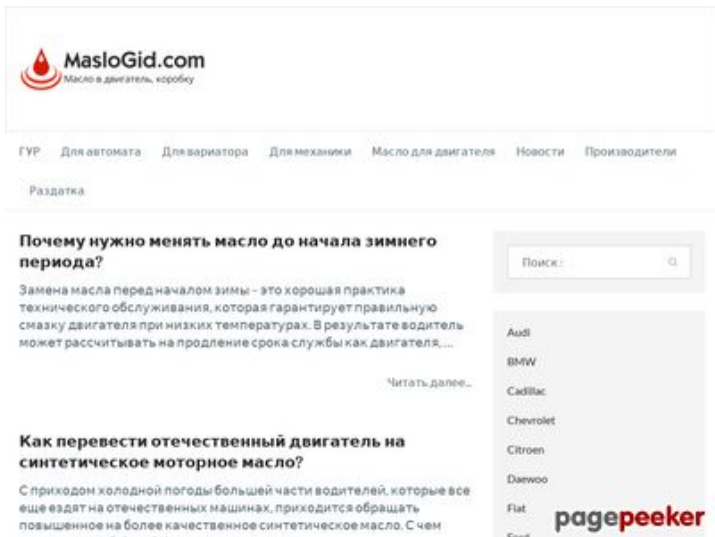 MasloGid.com
Масло в двигатель, коробку
ГУР Для автомата Для вариатора Для механики Масло для двигателя Новости Производители
Раздатка
Почему нужно менять масло до начала зимнего
периода?
Замена масла перед началом зимы – это хорошая практика
технического обслуживания, которая гарантирует правильную
смазку двигателя при низких температурах. В результате водитель
может рассчитывать на продление срока службы как двигателя, ...
Читать далее...
Как перевести отечественный двигатель на
синтетическое моторное масло?
С приходом холодной погоды большей части водителей, которые все
еще ездят на отечественных машинах, приходится обращать
повышенное на более качественное синтетическое масло. С чем
Поиск :
Audi
BMW
Cadillac
Chevrolet
Citroen
Daewoo
Fiat
pagepeeker